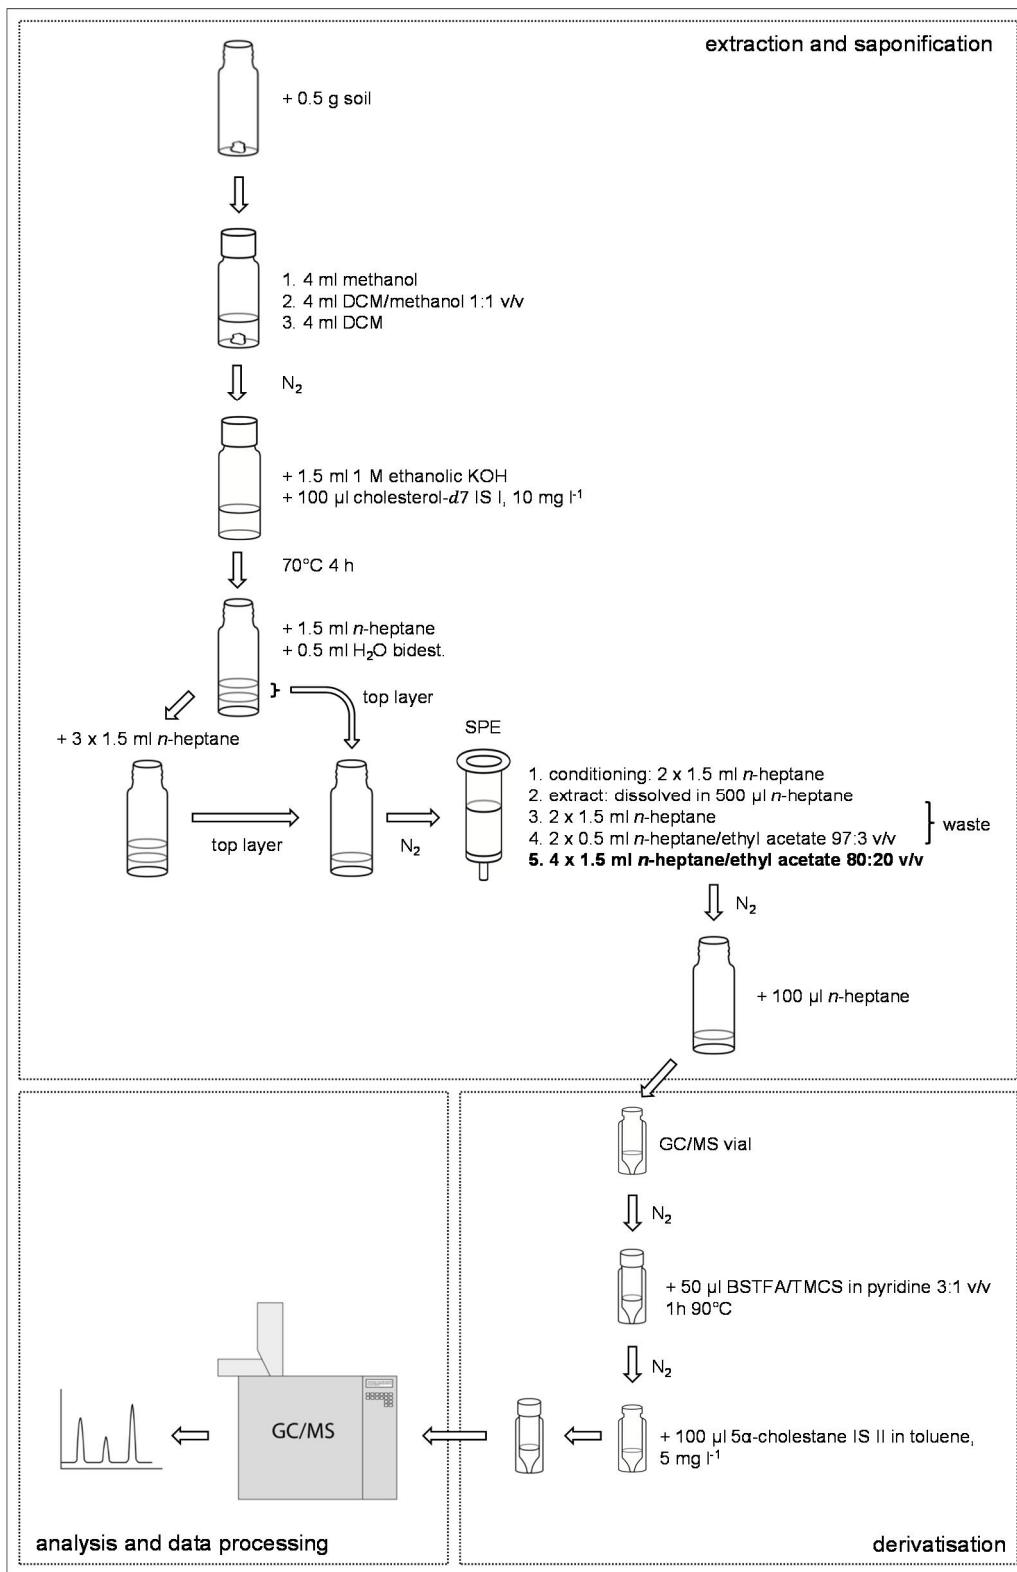 extraction and saponification
+ 0.5 g soil
1. 4 ml methanol
2. 4 ml DCM/methanol 1:1 v/v
3. 4 ml DCM
N₂
+ 1.5 ml 1 M ethanolic KOH
+ 100 µl cholesterol-d7 IS I, 10 mg l⁻¹
70°C 4 h
+ 1.5 ml n-heptane
+ 0.5 ml H₂O bidest.
}
top layer
+ 3 x 1.5 ml n-heptane
top layer
N₂
SPE
1. conditioning: 2 x 1.5 ml n-heptane
2. extract: dissolved in 500 µl n-heptane
3. 2 x 1.5 ml n-heptane
4. 2 x 0.5 ml n-heptane/ethyl acetate 97:3 v/v
} waste
5. 4 x 1.5 ml n-heptane/ethyl acetate 80:20 v/v
N₂
+ 100 µl n-heptane
GC/MS vial
N₂
+ 50 µl BSTFA/TMCS in pyridine 3:1 v/v
1h 90°C
N₂
+ 100 µl 5α-cholestane IS II in toluene,
5 mg l⁻¹
derivatisation
GC/MS
analysis and data processing